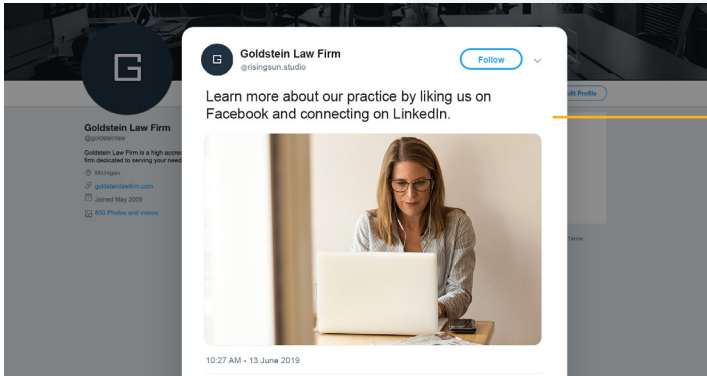 G
Goldstein Law Firm
@goldsteinlaw
Goldstein Law Firm is a high accre
firm dedicated to serving your need
Michigan
goldsteinlawfirm.com
Joined May 2009
800 Photos and videos
Edit Profile
Terms
G
Goldstein Law Firm
@risingsun.studio
Follow
Learn more about our practice by liking us on
Facebook and connecting on LinkedIn.
10:27 AM - 13 June 2019